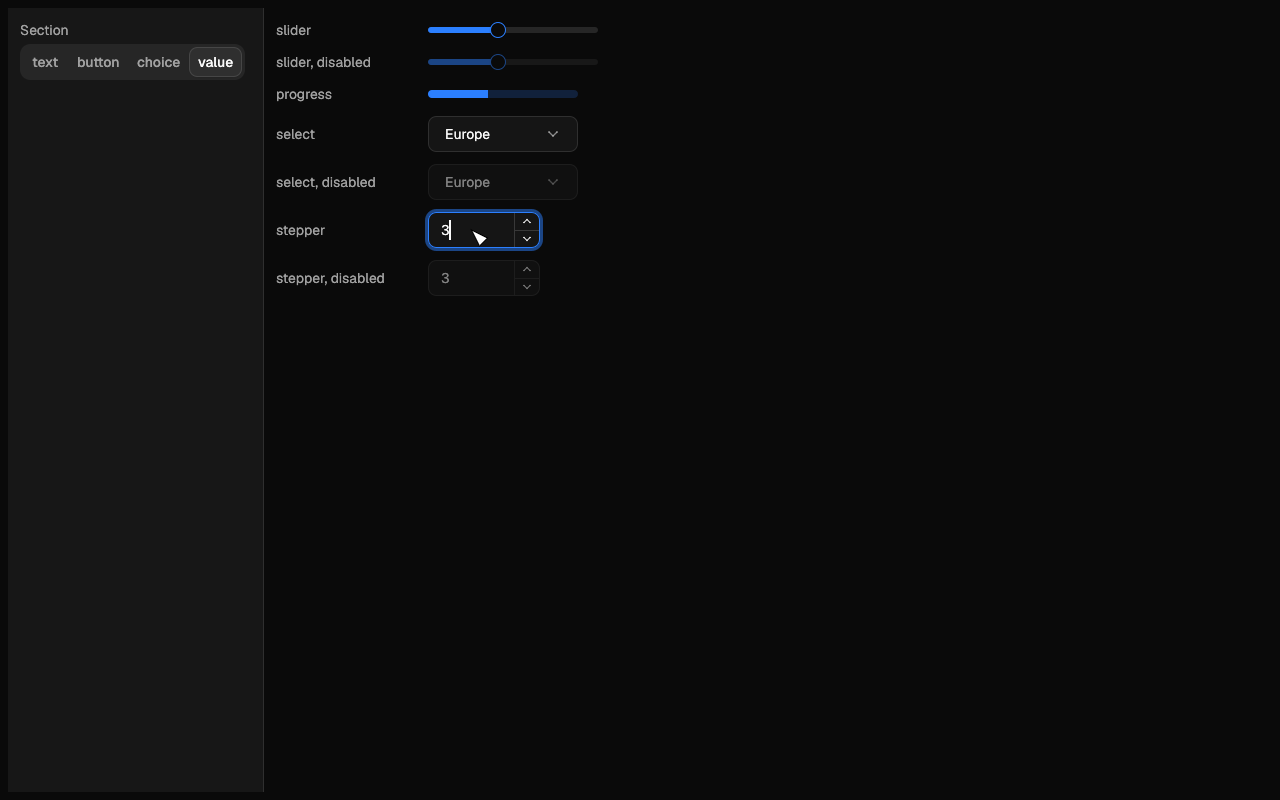 Section
text button choice value
slider
slider, disabled
progress
select Europe
select, disabled Europe
stepper 3
stepper, disabled 3